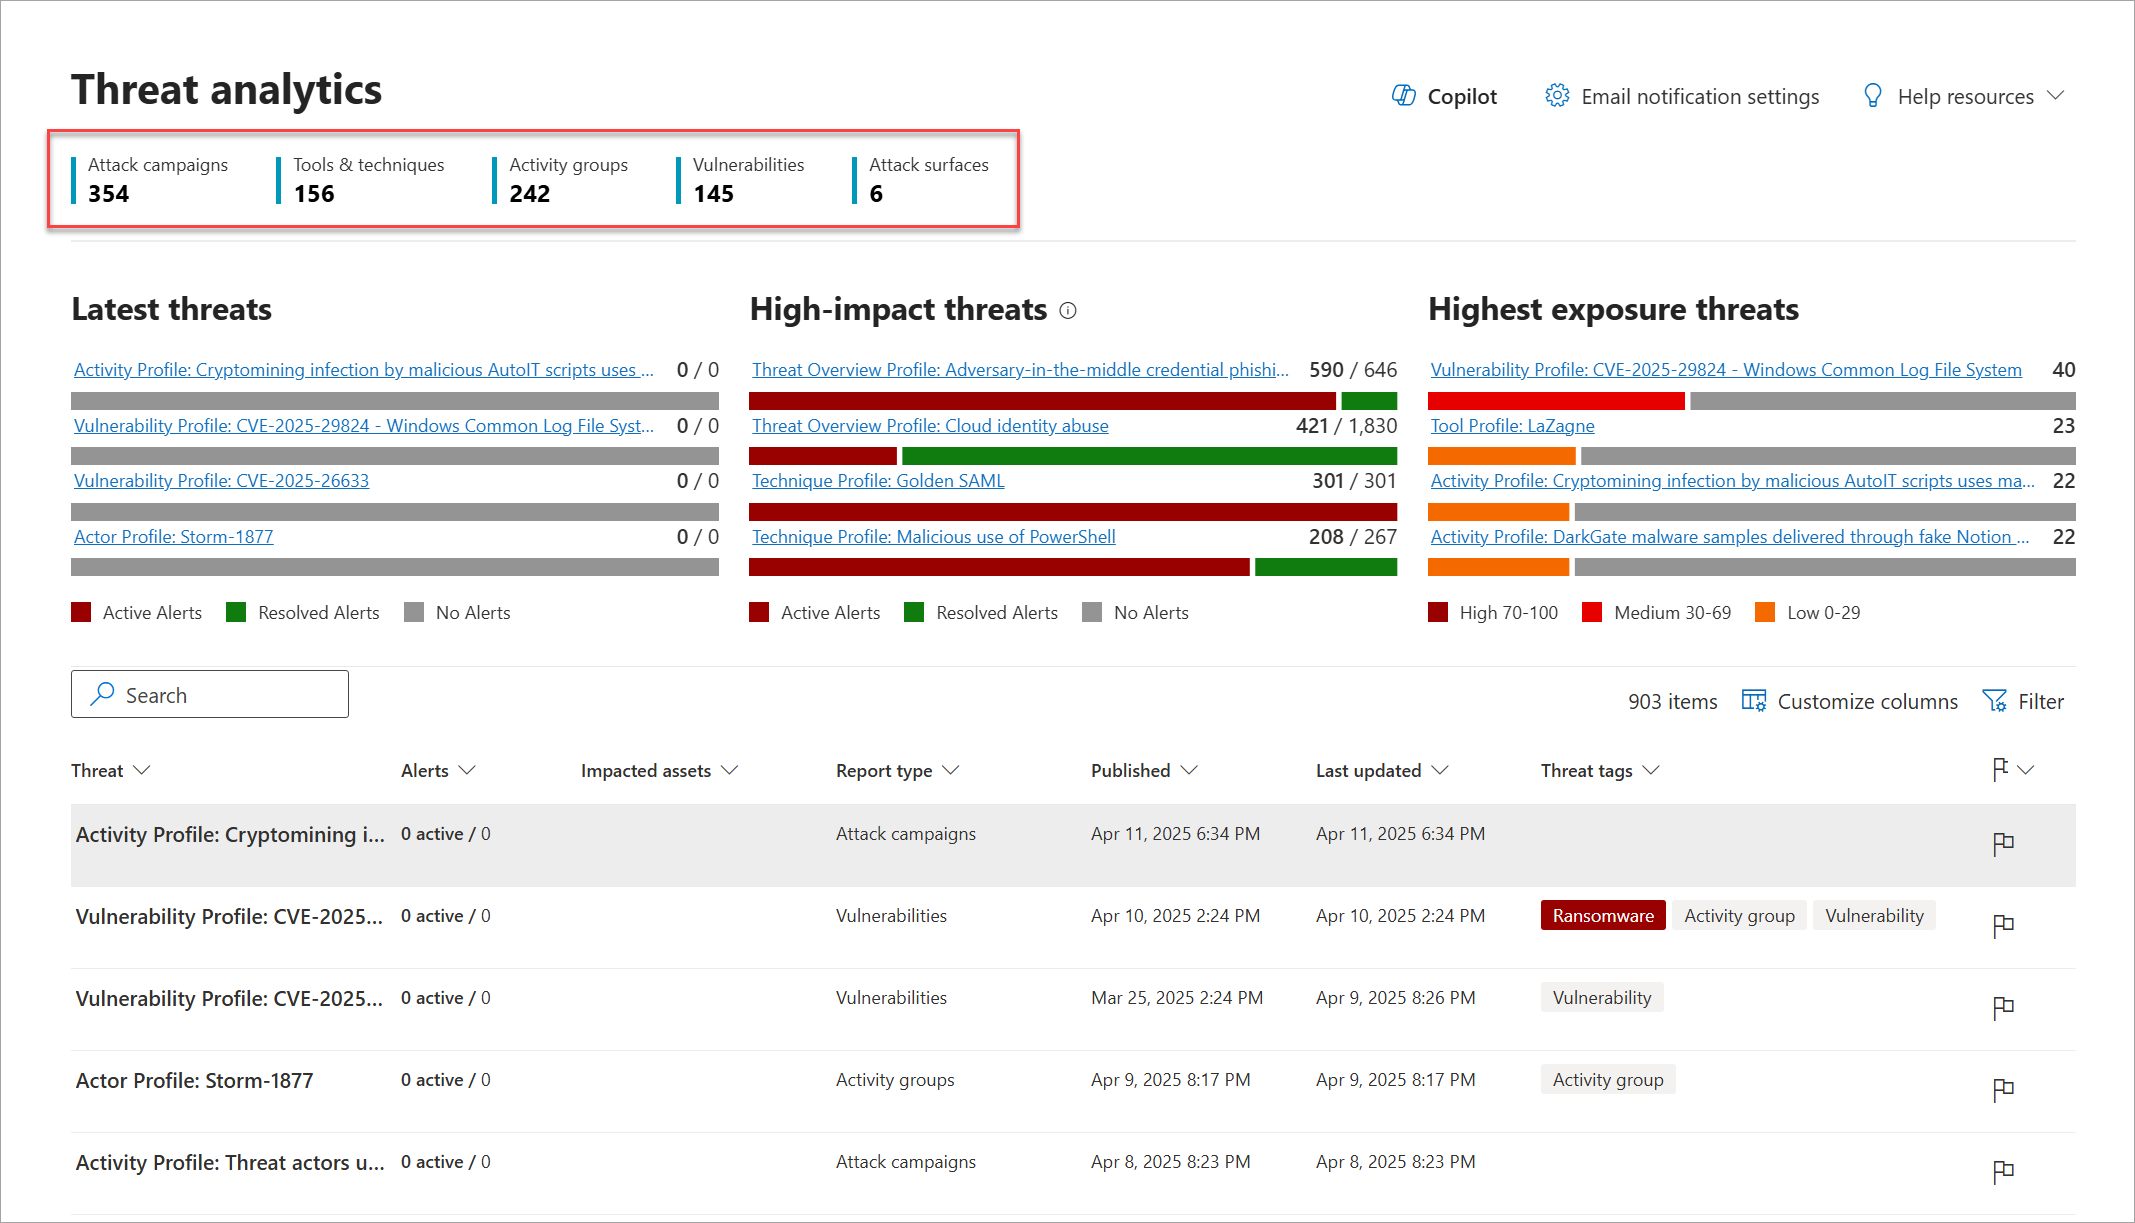 Threat analytics
Copilot
Email notification settings
Help resources
Attack campaigns
354
Tools & techniques
156
Activity groups
242
Vulnerabilities
145
Attack surfaces
6
Latest threats
Activity Profile: Cryptomining infection by malicious AutoIT scripts uses ... 0 / 0
Vulnerability Profile: CVE-2025-29824 - Windows Common Log File Syst... 0 / 0
Vulnerability Profile: CVE-2025-26633 0 / 0
Actor Profile: Storm-1877 0 / 0
Active Alerts Resolved Alerts No Alerts
High-impact threats
Threat Overview Profile: Adversary-in-the-middle credential phishi... 590 / 646
Threat Overview Profile: Cloud identity abuse 421 / 1,830
Technique Profile: Golden SAML 301 / 301
Technique Profile: Malicious use of PowerShell 208 / 267
Active Alerts Resolved Alerts No Alerts
Highest exposure threats
Vulnerability Profile: CVE-2025-29824 - Windows Common Log File System 40
Tool Profile: LaZagne 23
Activity Profile: Cryptomining infection by malicious AutoIT scripts uses ma... 22
Activity Profile: DarkGate malware samples delivered through fake Notion ... 22
High 70-100 Medium 30-69 Low 0-29
Search
903 items Customize columns Filter
Threat Alerts Impacted assets Report type Published Last updated Threat tags
Activity Profile: Cryptomining i... 0 active / 0 Attack campaigns Apr 11, 2025 6:34 PM Apr 11, 2025 6:34 PM
Vulnerability Profile: CVE-2025... 0 active / 0 Vulnerabilities Apr 10, 2025 2:24 PM Apr 10, 2025 2:24 PM Ransomware Activity group Vulnerability
Vulnerability Profile: CVE-2025... 0 active / 0 Vulnerabilities Mar 25, 2025 2:24 PM Apr 9, 2025 8:26 PM Vulnerability
Actor Profile: Storm-1877 0 active / 0 Activity groups Apr 9, 2025 8:17 PM Apr 9, 2025 8:17 PM Activity group
Activity Profile: Threat actors u... 0 active / 0 Attack campaigns Apr 8, 2025 8:23 PM Apr 8, 2025 8:23 PM